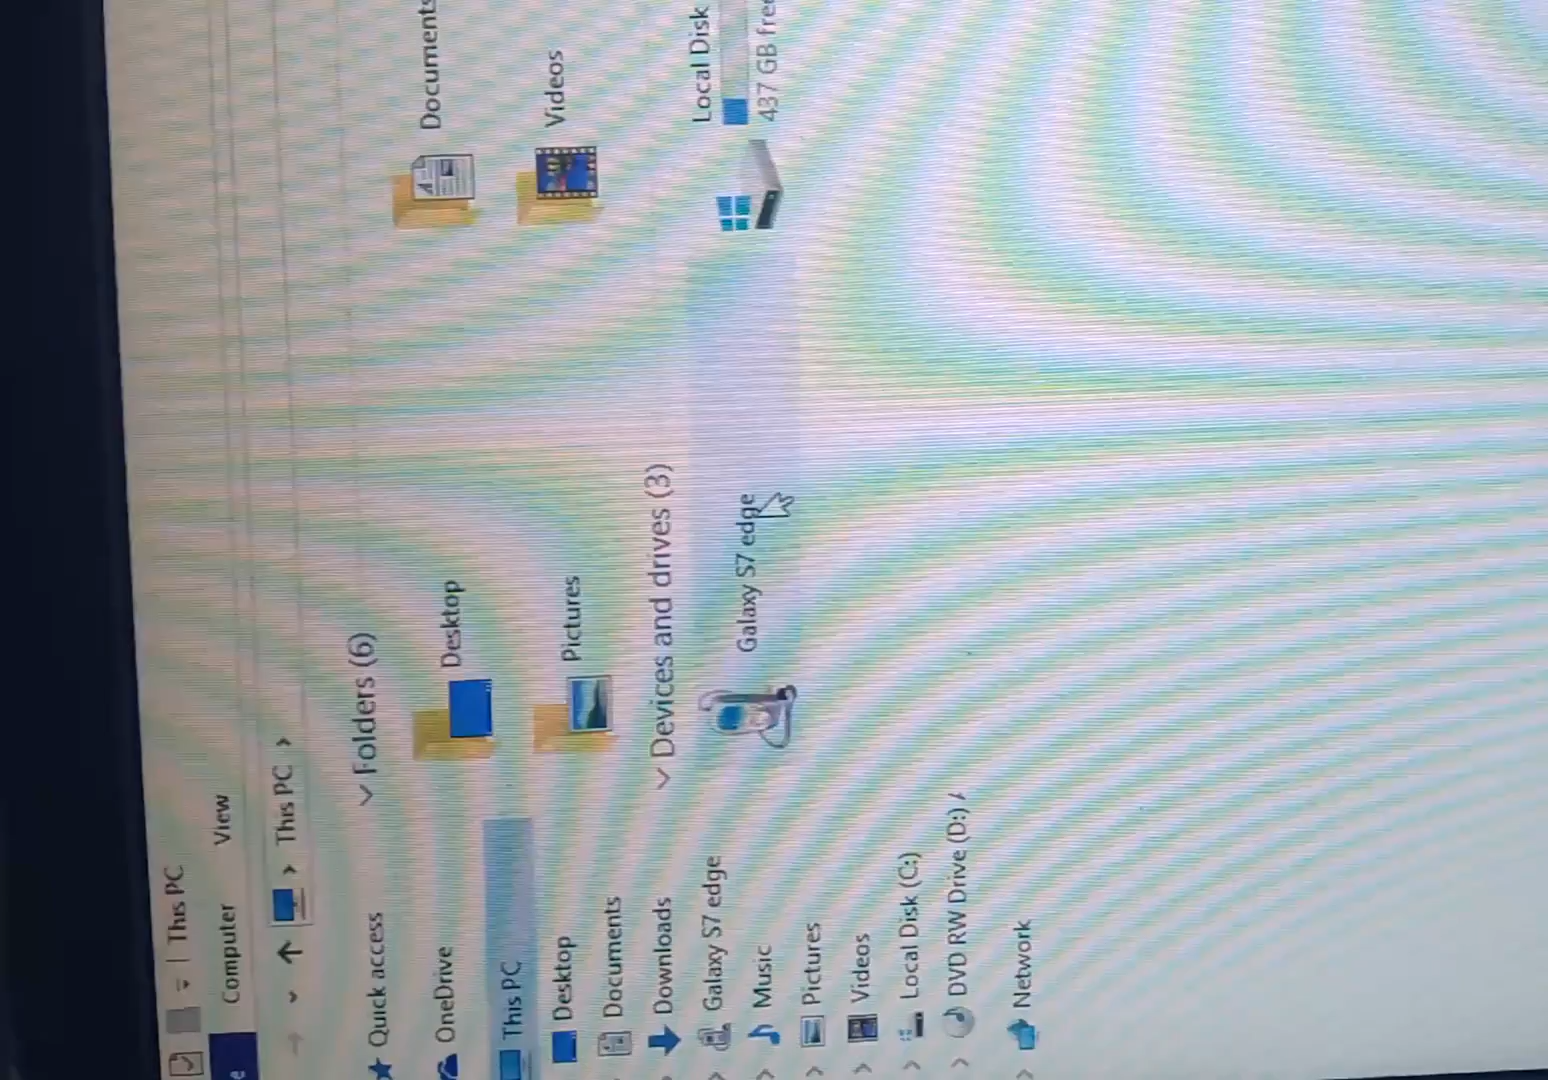 This PC
Computer View
This PC
Quick access
OneDrive
This PC
Desktop
Documents
Downloads
Galaxy S7 edge
Music
Pictures
Videos
Local Disk (C:)
DVD RW Drive (D:)
Network
Folders (6)
Desktop
Documents
Pictures
Videos
Devices and drives (3)
Galaxy S7 edge
Local Disk
437 GB free